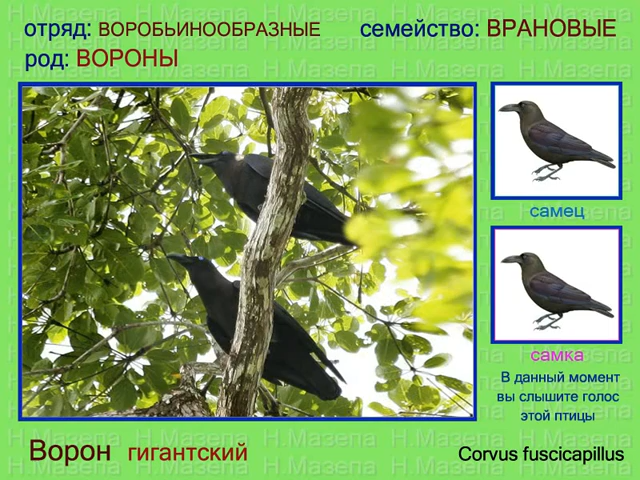 отряд: ВОРОБЬИНООБРАЗНЫЕ семейство: ВРАНОВЫЕ
род: ВОРОНЫ
самец
самка
В данный момент
вы слышите голос
этой птицы
Ворон гигантский Corvus fuscicapillus
Н.Мазепа